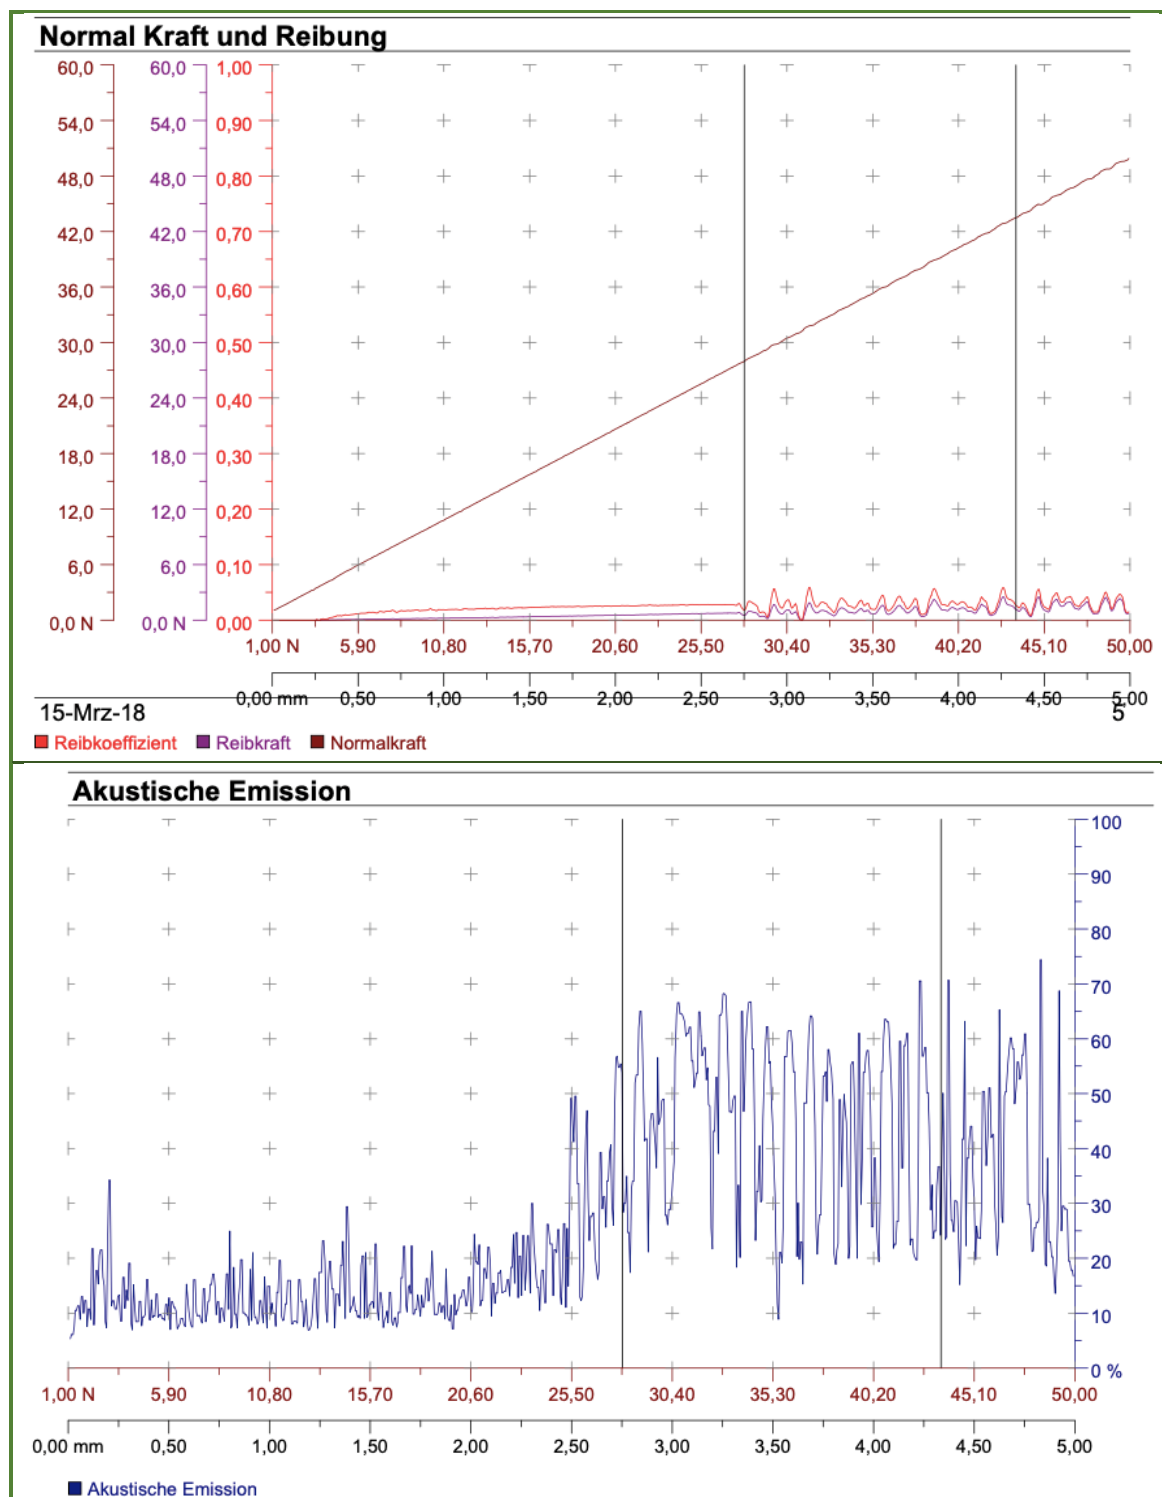 Normal Kraft und Reibung
60,0 60,0 1,00
54,0 54,0 0,90
48,0 48,0 0,80
42,0 42,0 0,70
36,0 36,0 0,60
30,0 30,0 0,50
24,0 24,0 0,40
18,0 18,0 0,30
12,0 12,0 0,20
6,0 6,0 0,10
0,0 N 0,0 N 0,00
1,00 N 5,90 10,80 15,70 20,60 25,50 30,40 35,30 40,20 45,10 50,00
0,00 mm 0,50 1,00 1,50 2,00 2,50 3,00 3,50 4,00 4,50 5,00
15-Mrz-18 5
Reibkoeffizient Reibkraft Normalkraft
Akustische Emission
100
90
80
70
60
50
40
30
20
10
0 %
1,00 N 5,90 10,80 15,70 20,60 25,50 30,40 35,30 40,20 45,10 50,00
0,00 mm 0,50 1,00 1,50 2,00 2,50 3,00 3,50 4,00 4,50 5,00
Akustische Emission